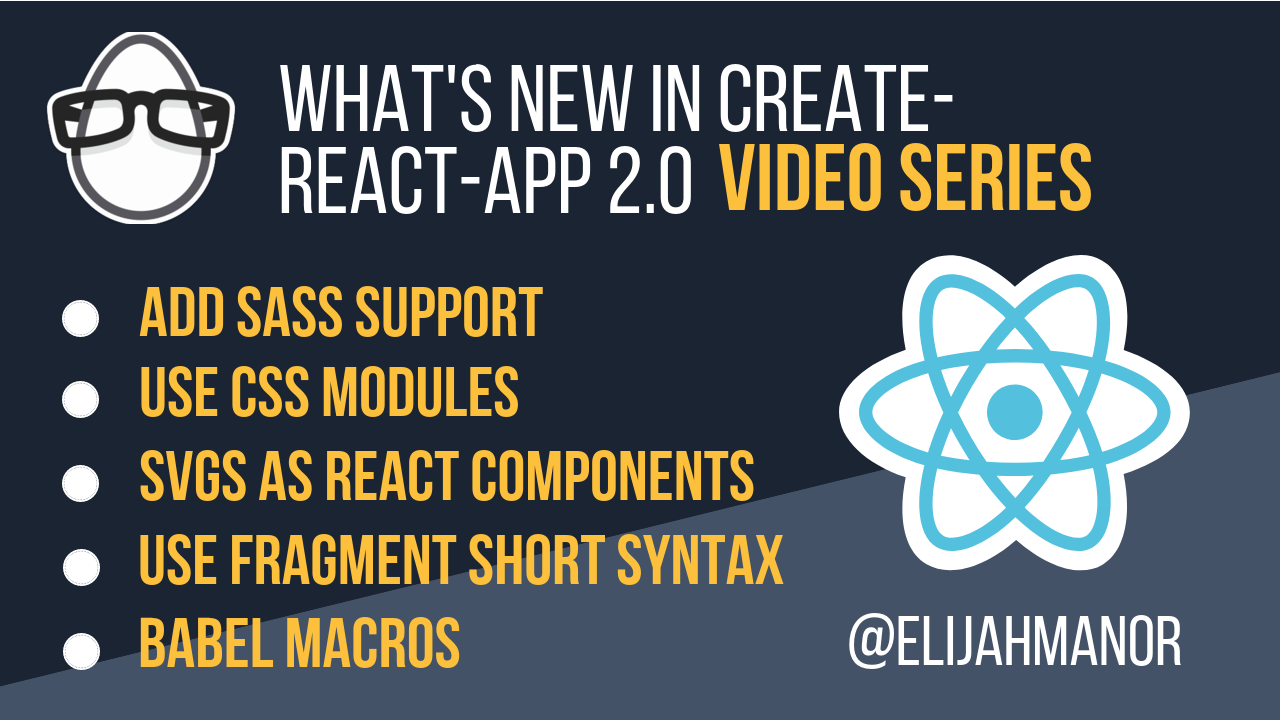 WHAT'S NEW IN CREATE-
REACT-APP 2.0 VIDEO SERIES
ADD SASS SUPPORT
USE CSS MODULES
SVGS AS REACT COMPONENTS
USE FRAGMENT SHORT SYNTAX
BABEL MACROS
@ELIJAHMANOR